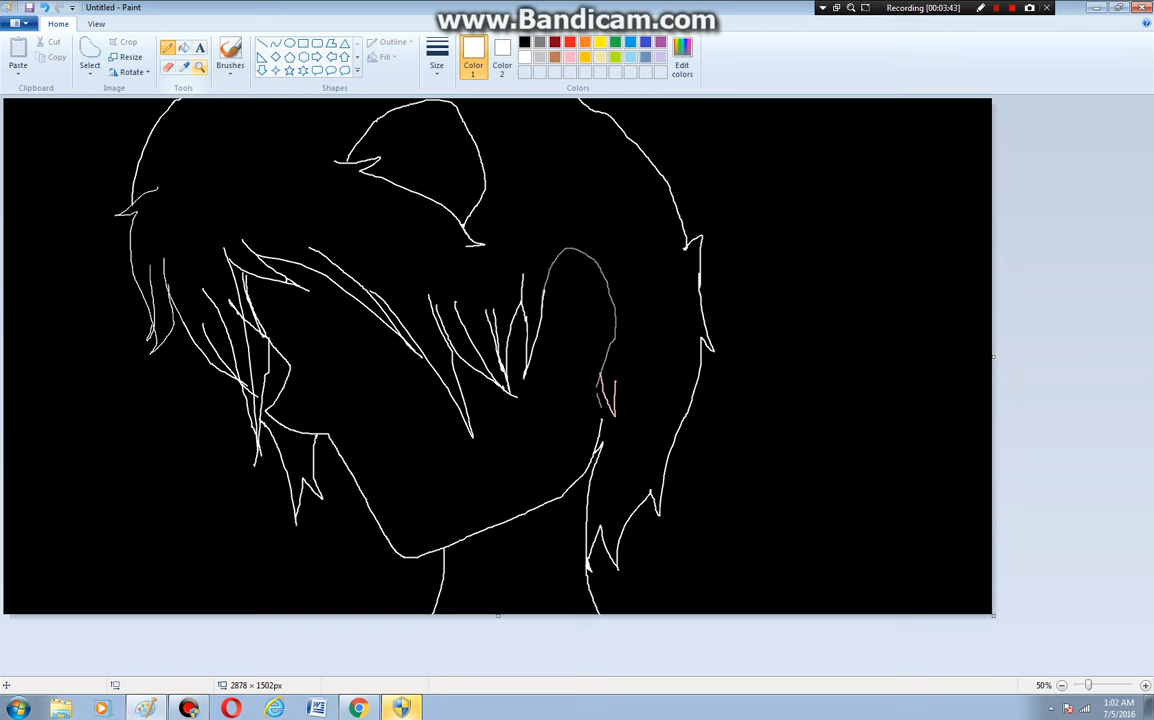 Untitled - Paint
www.Bandicam.com
Recording [00:03:43]
Home
View
Paste
Cut
Copy
Clipboard
Select
Crop
Resize
Rotate
Image
Tools
Brushes
Shapes
Outline
Fill
Size
Color 1
Color 2
Colors
Edit colors
2878 × 1502px
50%
1:02 AM
7/5/2016